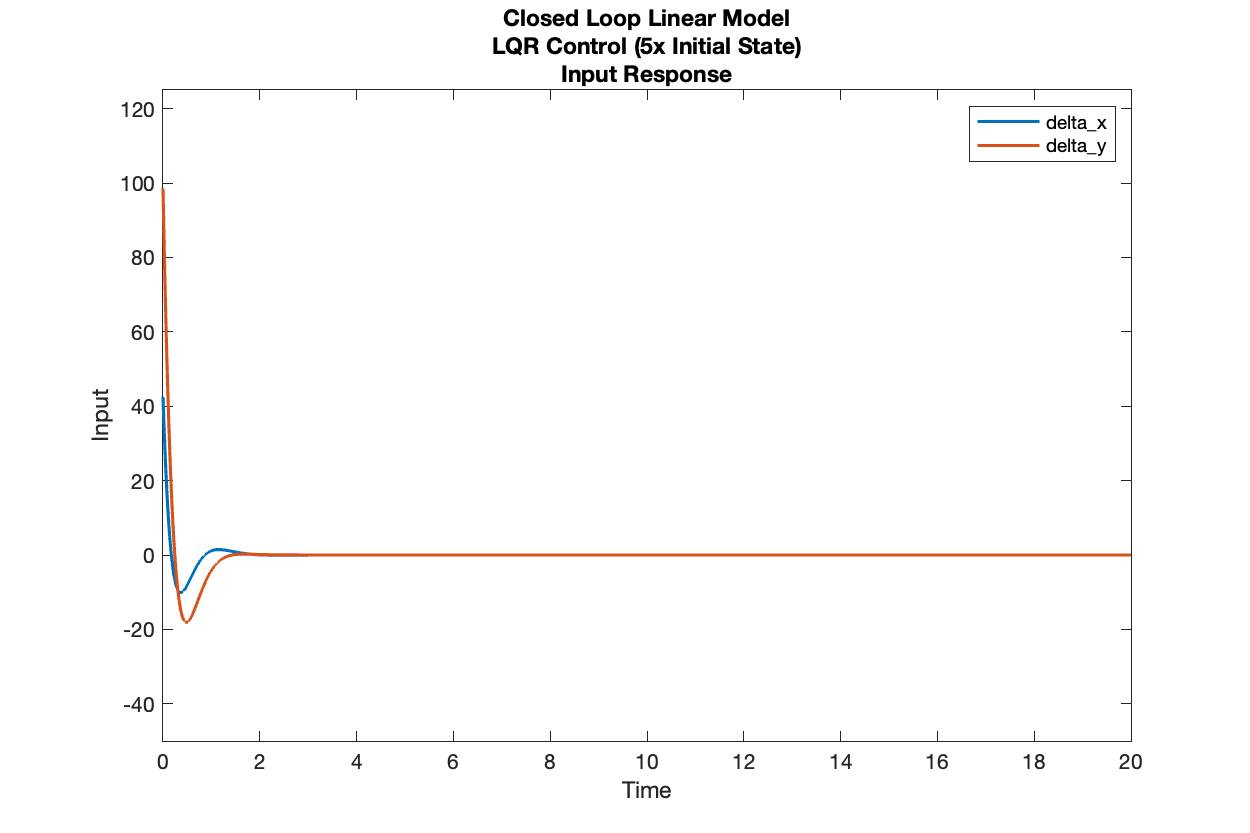 Closed Loop Linear Model
LQR Control (5x Initial State)
Input Response
delta_x
delta_y
120
100
80
60
40
20
0
-20
-40
Input
0 2 4 6 8 10 12 14 16 18 20
Time